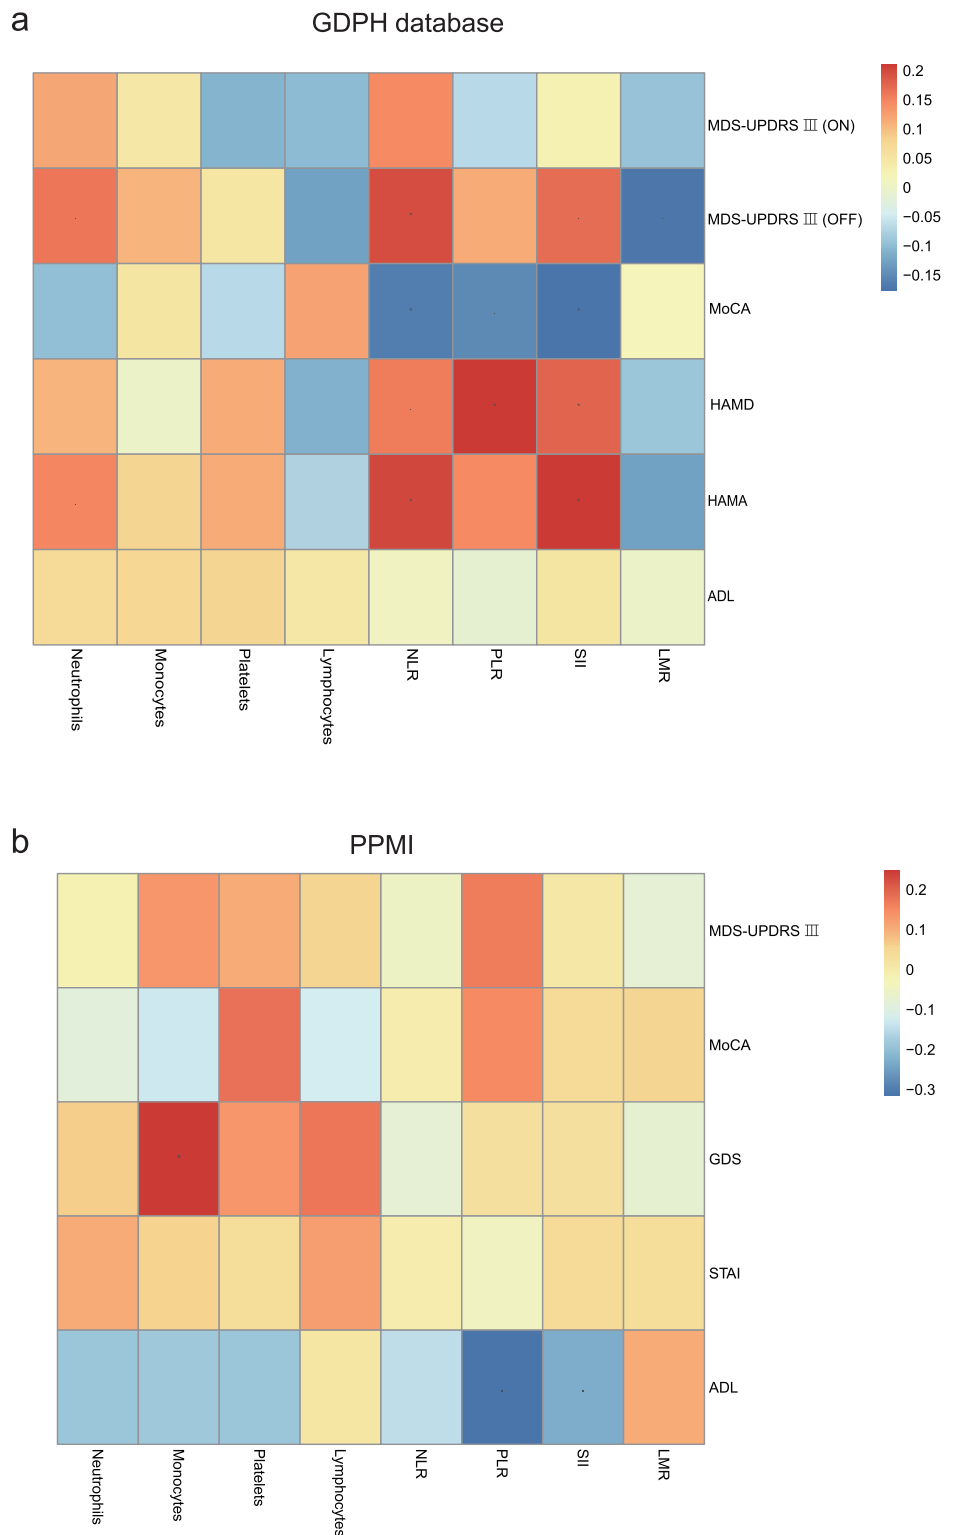 a
GDPH database
0.2
0.15
0.1
0.05
0
−0.05
−0.1
−0.15
MDS-UPDRS Ⅲ (ON)
MDS-UPDRS Ⅲ (OFF)
MoCA
HAMD
HAMA
ADL
Neutrophils
Monocytes
Platelets
Lymphocytes
NLR
PLR
SII
LMR
b
PPMI
0.2
0.1
0
−0.1
−0.2
−0.3
MDS-UPDRS Ⅲ
MoCA
GDS
STAI
ADL
Neutrophils
Monocytes
Platelets
Lymphocytes
NLR
PLR
SII
LMR